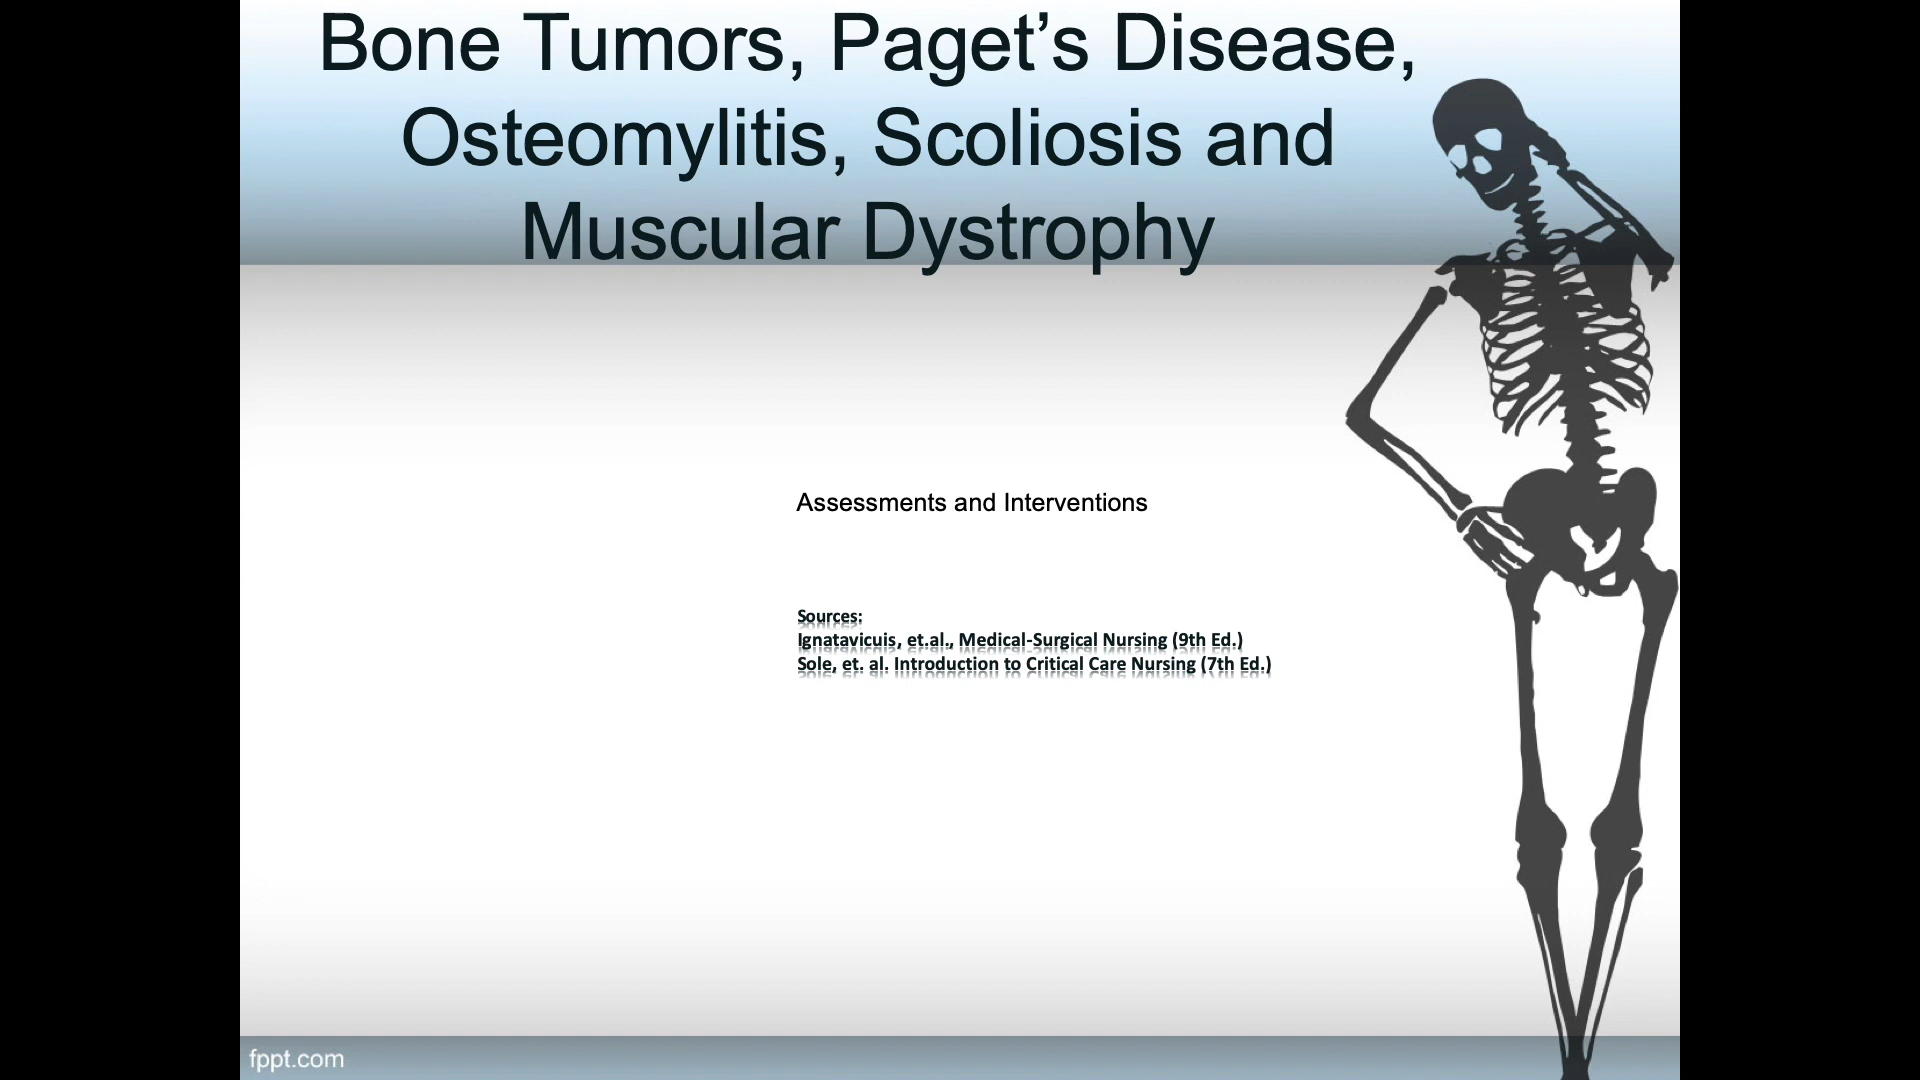 Bone Tumors, Paget’s Disease,
Osteomylitis, Scoliosis and
Muscular Dystrophy
Assessments and Interventions
Sources:
Ignatavicuis, et.al., Medical-Surgical Nursing (9th Ed.)
Sole, et. al. Introduction to Critical Care Nursing (7th Ed.)
fppt.com